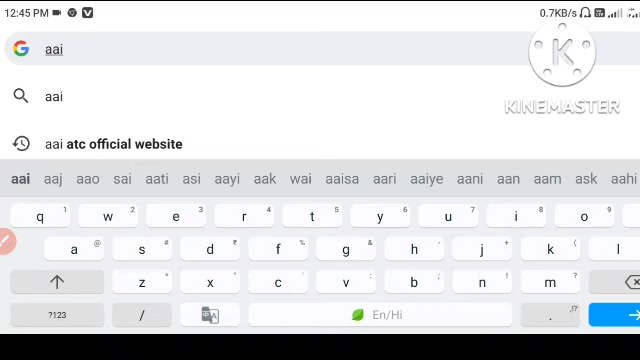 12:45 PM 0.7KB/s
KINEMASTER
aai
aai
aai atc official website
aai aaj aao sai aati asi aayi aak wai aaisa aari aaiye aani aan aam ask aahi
q 1 w 2 e 3 r 4 t 5 y 6 u 7 i 8 o 9
a @ s # d ₹ f % g & h - j + k ( l
z * x " c ' v : b ; n ! m ?
?123 / En/Hi . ,!?